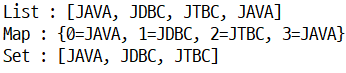 List : [JAVA, JDBC, JTBC, JAVA]
Map : {0=JAVA, 1=JDBC, 2=JTBC, 3=JAVA}
Set : [JAVA, JDBC, JTBC]